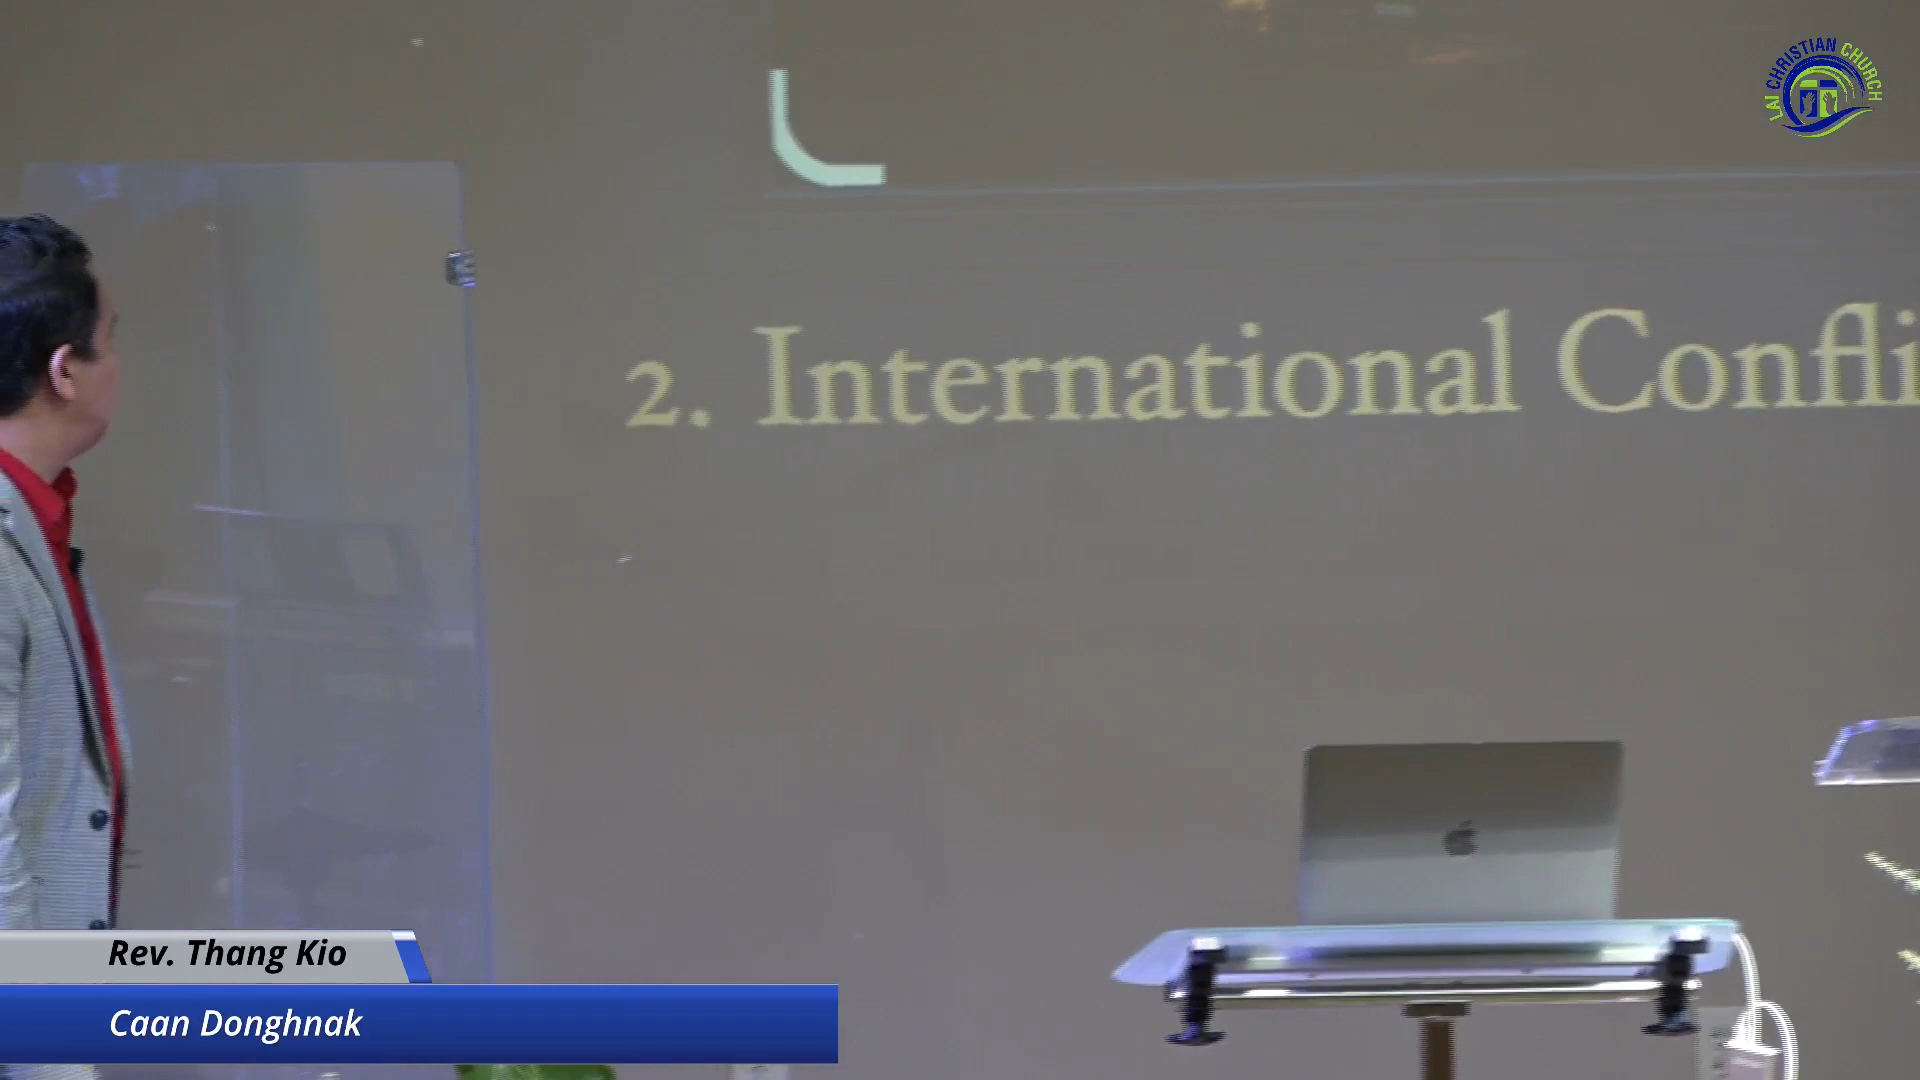 LAI CHRISTIAN CHURCH
2. International Confli
Rev. Thang Kio
Caan Donghnak